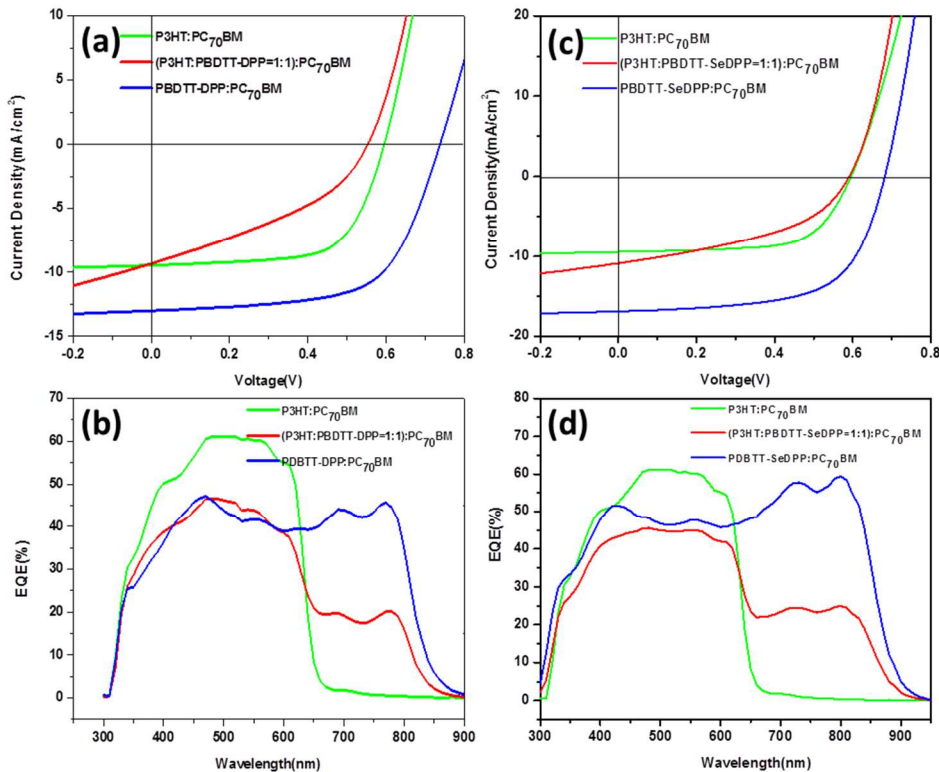 (a)
P3HT:PC70BM
(P3HT:PBDTT-DPP=1:1):PC70BM
PBDTT-DPP:PC70BM
Current Density(mA/cm2)
10
5
0
-5
-10
-15
-0.2 0.0 0.2 0.4 0.6 0.8
Voltage(V)
(c)
P3HT:PC70BM
(P3HT:PBDTT-SeDPP=1:1):PC70BM
PBDTT-SeDPP:PC70BM
Current Density(mA/cm2)
20
10
0
-10
-20
-0.2 0.0 0.2 0.4 0.6 0.8
Voltage(V)
(b)
P3HT:PC70BM
(P3HT:PBDTT-DPP=1:1):PC70BM
PDBTT-DPP:PC70BM
EQE(%)
70
60
50
40
30
20
10
0
300 400 500 600 700 800 900
Wavelength(nm)
(d)
P3HT:PC70BM
(P3HT:PBDTT-SeDPP=1:1):PC70BM
PDBTT-SeDPP:PC70BM
EQE(%)
80
70
60
50
40
30
20
10
0
300 400 500 600 700 800 900
Wavelength(nm)